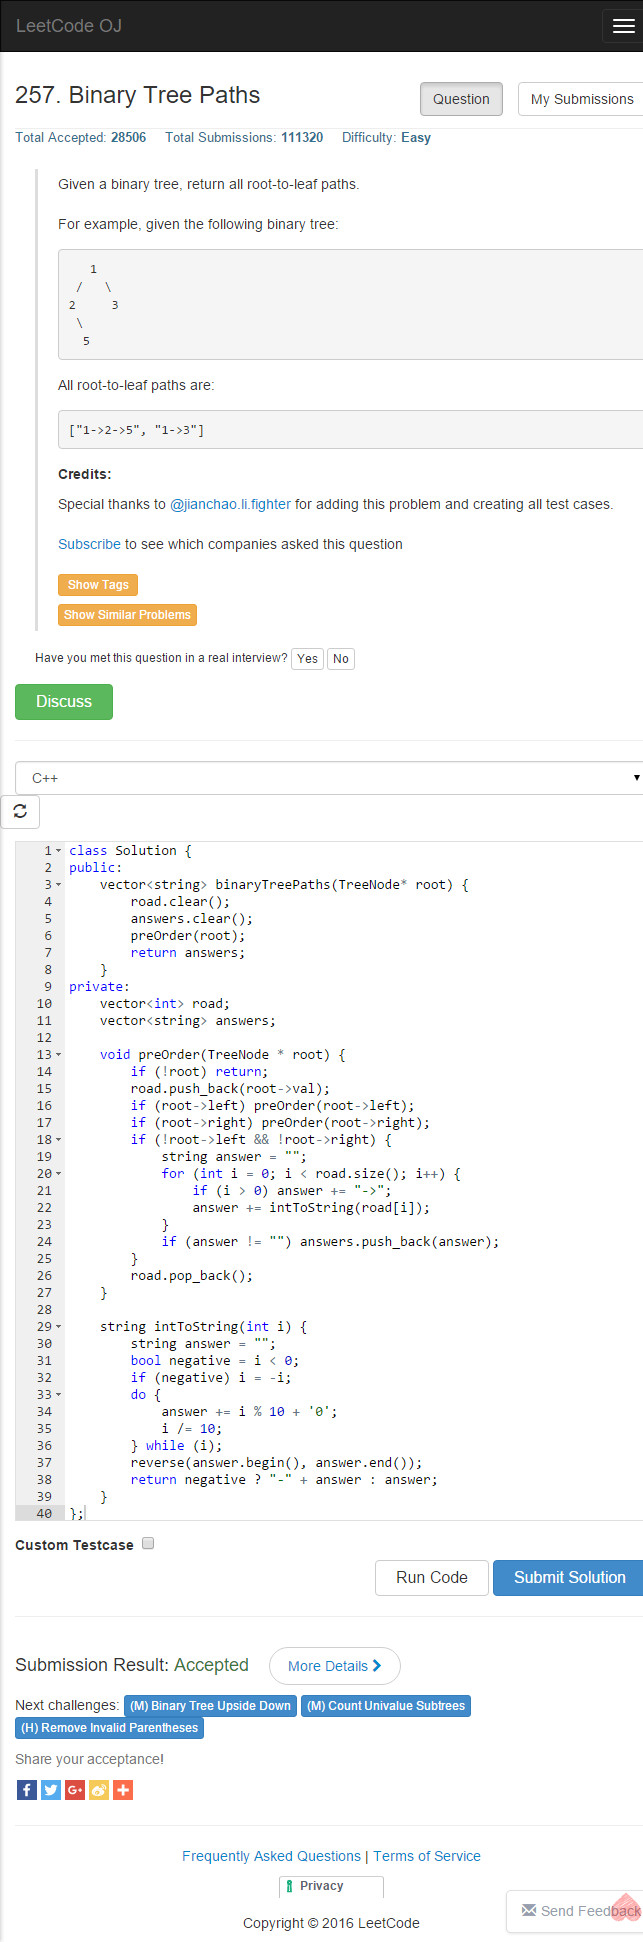 LeetCode OJ
257. Binary Tree Paths
Question
My Submissions
Total Accepted: 28506 Total Submissions: 111320 Difficulty: Easy
Given a binary tree, return all root-to-leaf paths.
For example, given the following binary tree:
   1
 /   \
2     3
 \
  5
All root-to-leaf paths are:
["1->2->5", "1->3"]
Credits:
Special thanks to @jianchao.li.fighter for adding this problem and creating all test cases.
Subscribe to see which companies asked this question
Show Tags
Show Similar Problems
Have you met this question in a real interview? Yes No
Discuss
C++
1 class Solution {
2 public:
3     vector<string> binaryTreePaths(TreeNode* root) {
4         road.clear();
5         answers.clear();
6         preOrder(root);
7         return answers;
8     }
9 private:
10     vector<int> road;
11     vector<string> answers;
12
13     void preOrder(TreeNode * root) {
14         if (!root) return;
15         road.push_back(root->val);
16         if (root->left) preOrder(root->left);
17         if (root->right) preOrder(root->right);
18         if (!root->left && !root->right) {
19             string answer = "";
20             for (int i = 0; i < road.size(); i++) {
21                 if (i > 0) answer += "->";
22                 answer += intToString(road[i]);
23             }
24             if (answer != "") answers.push_back(answer);
25         }
26         road.pop_back();
27     }
28
29     string intToString(int i) {
30         string answer = "";
31         bool negative = i < 0;
32         if (negative) i = -i;
33         do {
34             answer += i % 10 + '0';
35             i /= 10;
36         } while (i);
37         reverse(answer.begin(), answer.end());
38         return negative ? "-" + answer : answer;
39     }
40 };
Custom Testcase
Run Code
Submit Solution
Submission Result: Accepted More Details
Next challenges: (M) Binary Tree Upside Down (M) Count Univalue Subtrees
(H) Remove Invalid Parentheses
Share your acceptance!
Frequently Asked Questions | Terms of Service
Privacy
Send Feedback
Copyright © 2016 LeetCode